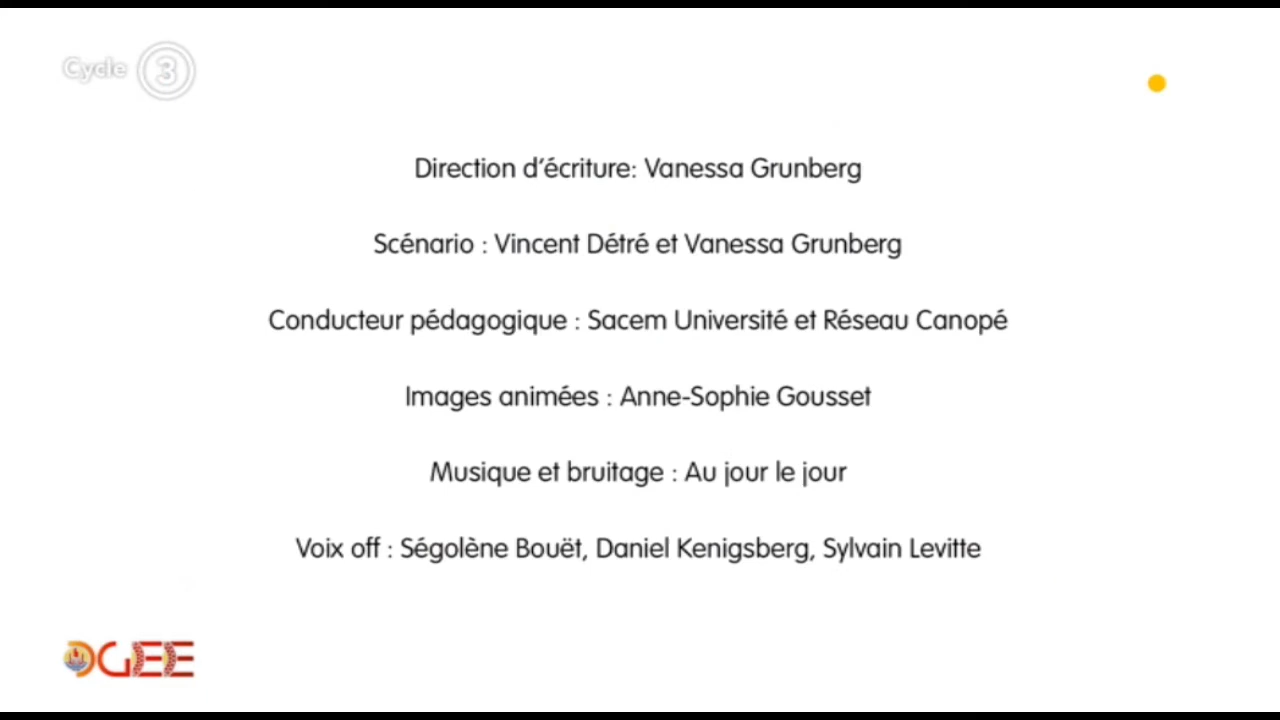 Cycle 3
Direction d'écriture: Vanessa Grunberg
Scénario : Vincent Détré et Vanessa Grunberg
Conducteur pédagogique : Sacem Université et Réseau Canopé
Images animées : Anne-Sophie Gousset
Musique et bruitage : Au jour le jour
Voix off : Ségolène Bouët, Daniel Kenigsberg, Sylvain Levitte
DGEE